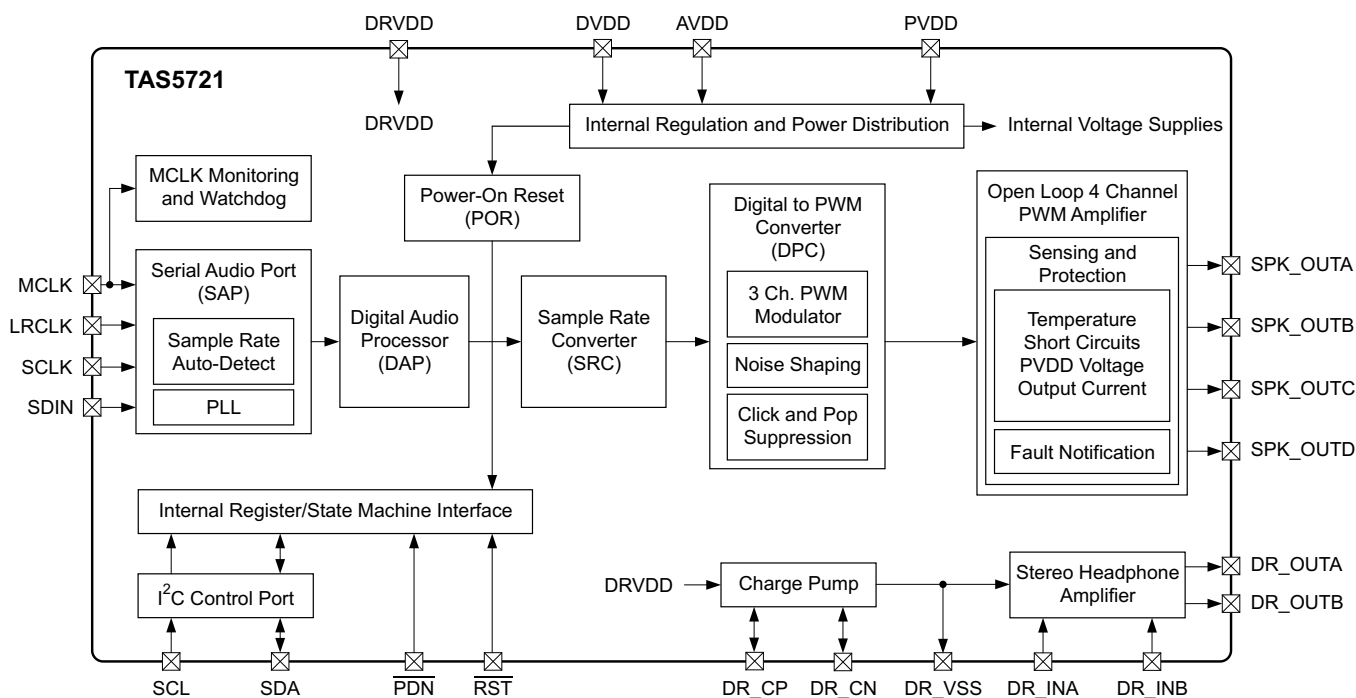 DRVDD
DVDD
AVDD
PVDD
TAS5721
DRVDD
Internal Regulation and Power Distribution
Internal Voltage Supplies
MCLK Monitoring
and Watchdog
Power-On Reset
(POR)
Digital to PWM
Converter
(DPC)
3 Ch. PWM
Modulator
Noise Shaping
Click and Pop
Suppression
Open Loop 4 Channel
PWM Amplifier
Sensing and
Protection
Temperature
Short Circuits
PVDD Voltage
Output Current
Fault Notification
MCLK
LRCLK
SCLK
SDIN
Serial Audio Port
(SAP)
Sample Rate
Auto-Detect
PLL
Digital Audio
Processor
(DAP)
Sample Rate
Converter
(SRC)
SPK_OUTA
SPK_OUTB
SPK_OUTC
SPK_OUTD
Internal Register/State Machine Interface
I²C Control Port
DRVDD
Charge Pump
Stereo Headphone
Amplifier
DR_OUTA
DR_OUTB
SCL
SDA
PDN
RST
DR_CP
DR_CN
DR_VSS
DR_INA
DR_INB